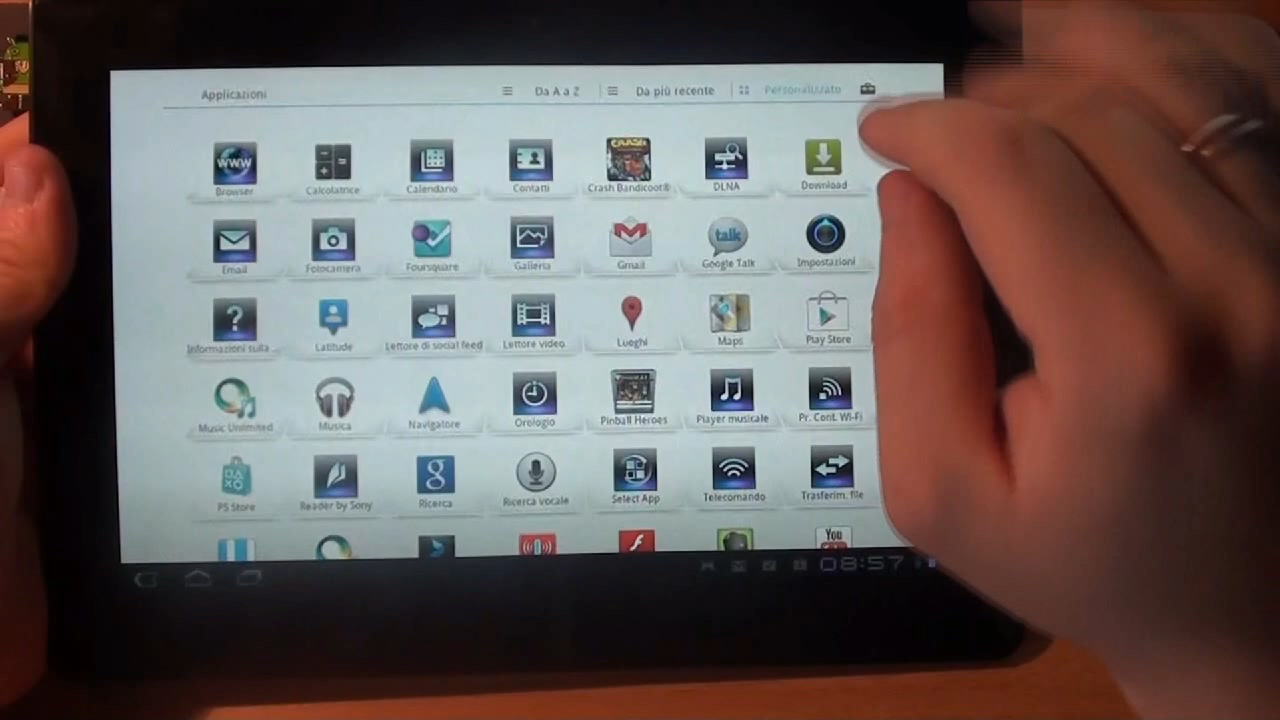 Applicazioni Da A a Z Da più recente Personalizzato
WWW CRASH
Browser Calcolatrice Calendario Contatti Crash Bandicoot® DLNA Download
talk
Email Fotocamera Foursquare Galleria Gmail Google Talk Impostazioni
Informazioni sulla ... Latitude Lettore di social feed Lettore video Luoghi Maps Play Store
Music Unlimited Musica Navigatore Orologio Pinball Heroes Player musicale Pr. Cont. Wi-Fi
PS Store Reader by Sony Ricerca Ricerca vocale Select App Telecomando Trasferim. file
You
08:57